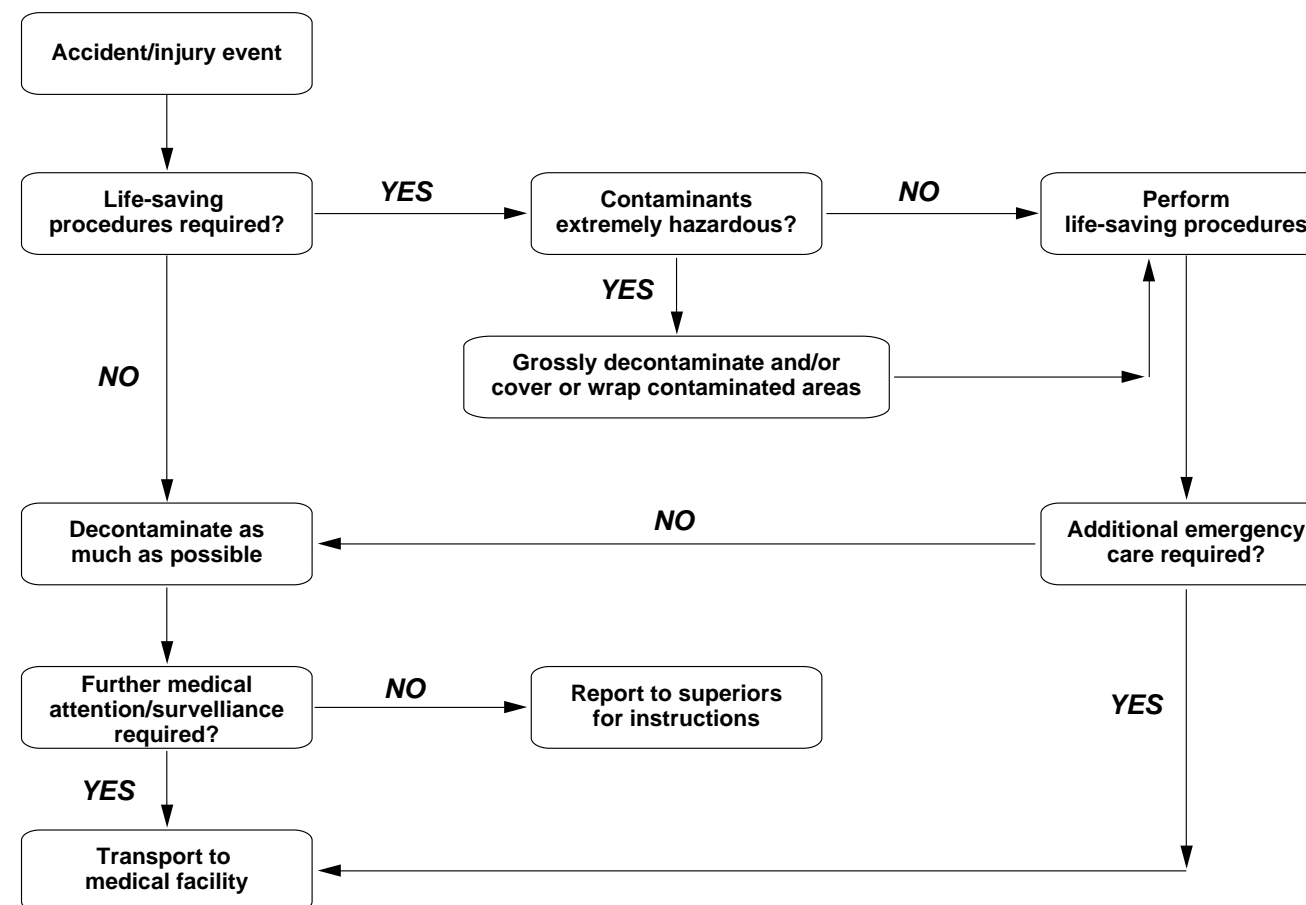 Accident/injury event
Life-saving
procedures required?
YES
Contaminants
extremely hazardous?
NO
Perform
life-saving procedures
YES
Grossly decontaminate and/or
cover or wrap contaminated areas
NO
Decontaminate as
much as possible
NO
Additional emergency
care required?
Further medical
attention/survelliance
required?
NO
Report to superiors
for instructions
YES
YES
Transport to
medical facility